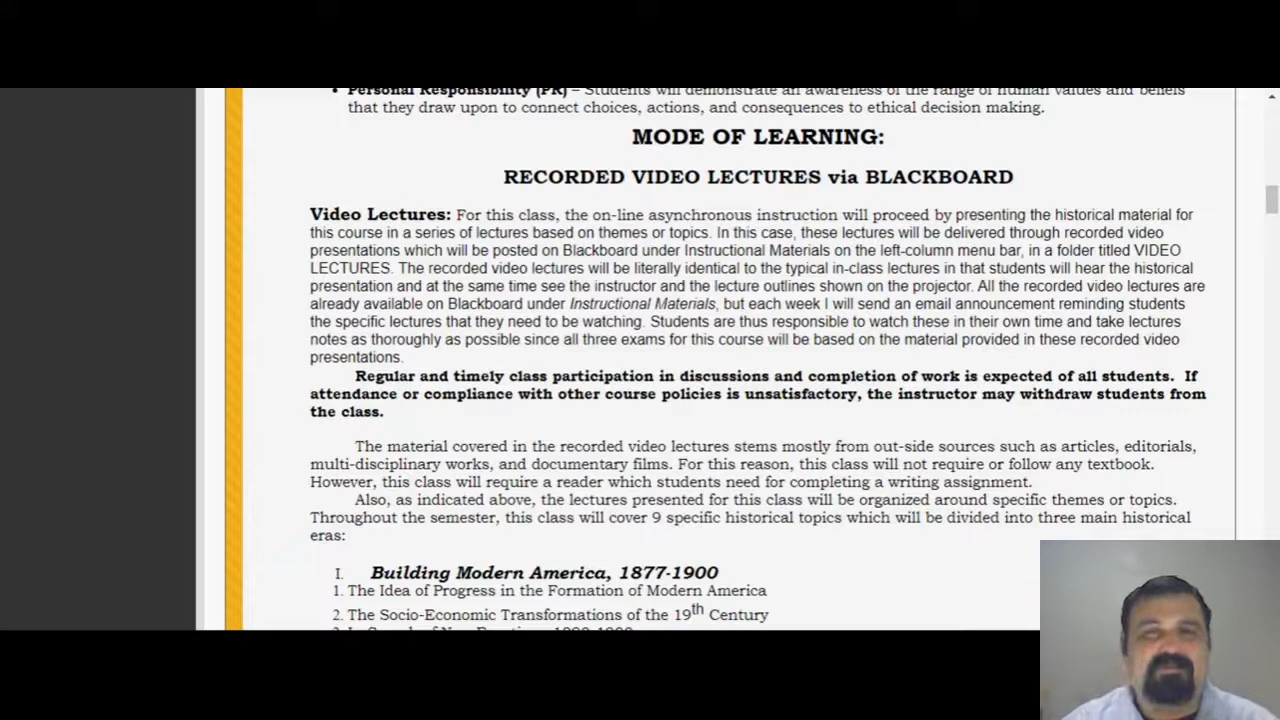 • Personal Responsibility (PR) – Students will demonstrate an awareness of the range of human values and beliefs
that they draw upon to connect choices, actions, and consequences to ethical decision making.
MODE OF LEARNING:
RECORDED VIDEO LECTURES via BLACKBOARD
Video Lectures: For this class, the on-line asynchronous instruction will proceed by presenting the historical material for
this course in a series of lectures based on themes or topics. In this case, these lectures will be delivered through recorded video
presentations which will be posted on Blackboard under Instructional Materials on the left-column menu bar, in a folder titled VIDEO
LECTURES. The recorded video lectures will be literally identical to the typical in-class lectures in that students will hear the historical
presentation and at the same time see the instructor and the lecture outlines shown on the projector. All the recorded video lectures are
already available on Blackboard under Instructional Materials, but each week I will send an email announcement reminding students
the specific lectures that they need to be watching. Students are thus responsible to watch these in their own time and take lectures
notes as thoroughly as possible since all three exams for this course will be based on the material provided in these recorded video
presentations.
Regular and timely class participation in discussions and completion of work is expected of all students. If
attendance or compliance with other course policies is unsatisfactory, the instructor may withdraw students from
the class.
The material covered in the recorded video lectures stems mostly from out-side sources such as articles, editorials,
multi-disciplinary works, and documentary films. For this reason, this class will not require or follow any textbook.
However, this class will require a reader which students need for completing a writing assignment.
Also, as indicated above, the lectures presented for this class will be organized around specific themes or topics.
Throughout the semester, this class will cover 9 specific historical topics which will be divided into three main historical
eras:
I. Building Modern America, 1877-1900
1. The Idea of Progress in the Formation of Modern America
2. The Socio-Economic Transformations of the 19th Century